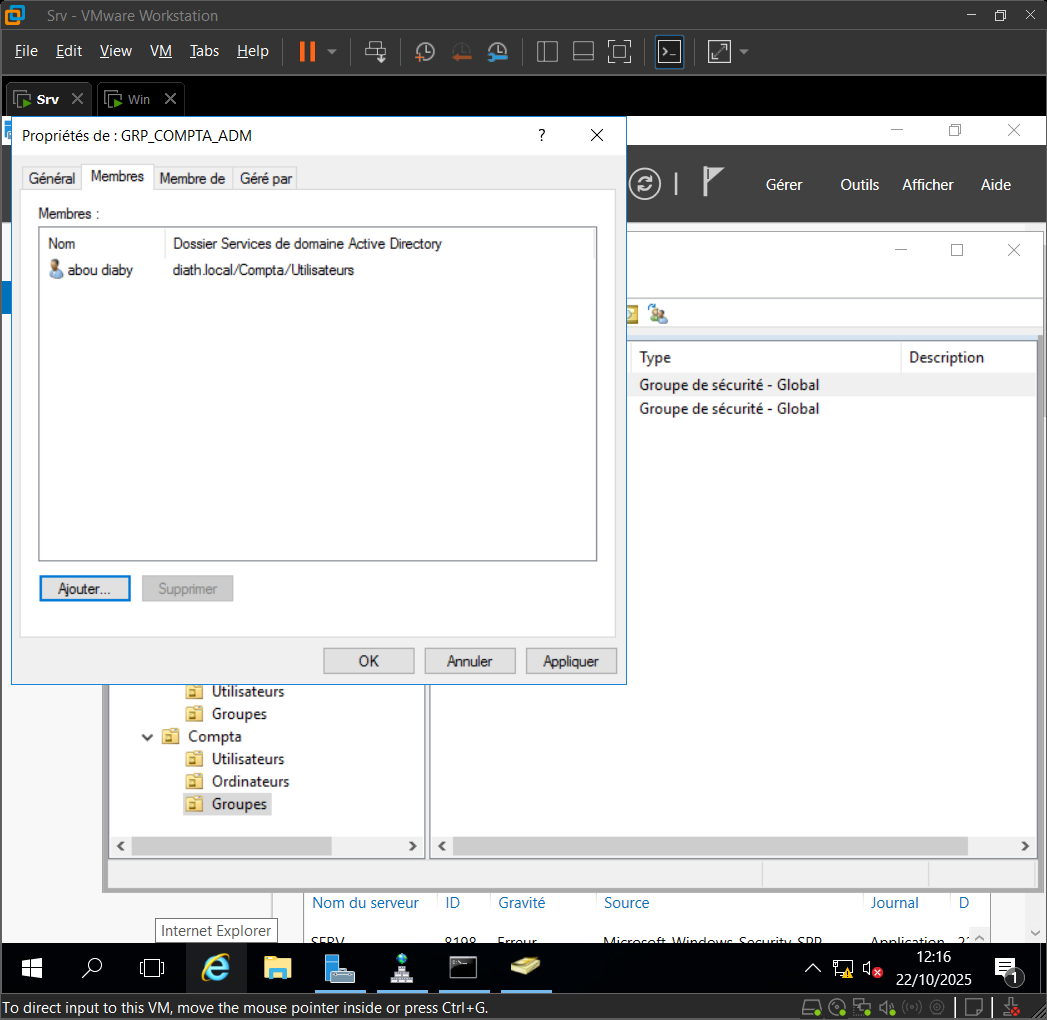 Srv - VMware Workstation
File Edit View VM Tabs Help
Srv Win
Propriétés de : GRP_COMPTA_ADM ?
Général Membres Membre de Géré par
Gérer Outils Afficher Aide
Membres :
Nom Dossier Services de domaine Active Directory
abou diaby diath.local/Compta/Utilisateurs
Type Description
Groupe de sécurité - Global
Groupe de sécurité - Global
Ajouter... Supprimer
OK Annuler Appliquer
Utilisateurs
Groupes
Compta
Utilisateurs
Ordinateurs
Groupes
Nom du serveur ID Gravité Source Journal D
SERV 8198 Erreur Microsoft-Windows-Security-SPP Application
Internet Explorer
12:16
22/10/2025
1
To direct input to this VM, move the mouse pointer inside or press Ctrl+G.